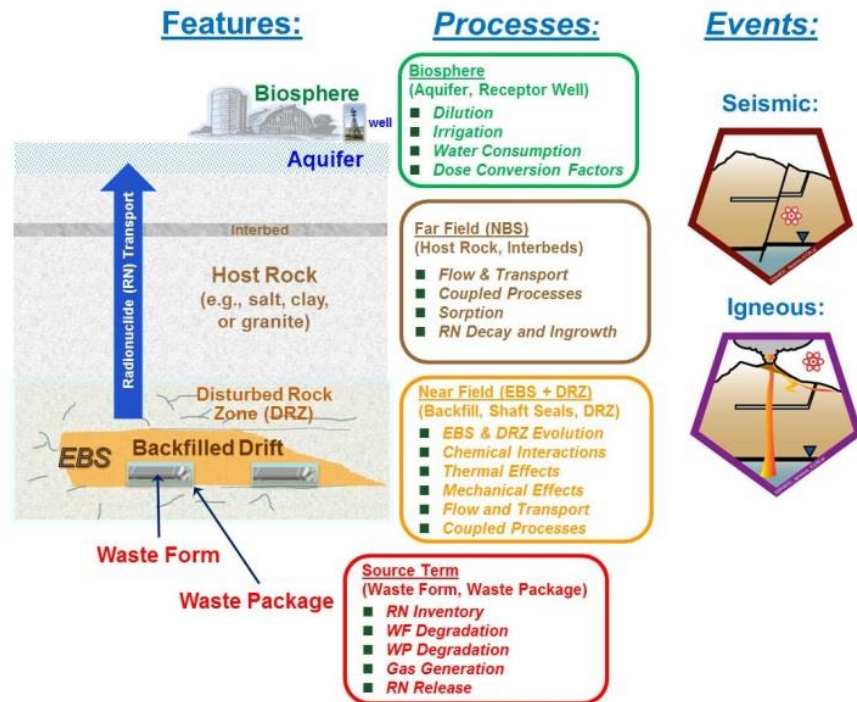 Features:
Processes:
Events:
Biosphere
well
Aquifer
Radionuclide (RN) Transport
Interbed
Host Rock
(e.g., salt, clay,
or granite)
Disturbed Rock
Zone (DRZ)
EBS
Backfilled Drift
Waste Form
Waste Package
Biosphere
(Aquifer, Receptor Well)
Dilution
Irrigation
Water Consumption
Dose Conversion Factors
Far Field (NBS)
(Host Rock, Interbeds)
Flow & Transport
Coupled Processes
Sorption
RN Decay and Ingrowth
Near Field (EBS + DRZ)
(Backfill, Shaft Seals, DRZ)
EBS & DRZ Evolution
Chemical Interactions
Thermal Effects
Mechanical Effects
Flow and Transport
Coupled Processes
Source Term
(Waste Form, Waste Package)
RN Inventory
WF Degradation
WP Degradation
Gas Generation
RN Release
Seismic:
Igneous: